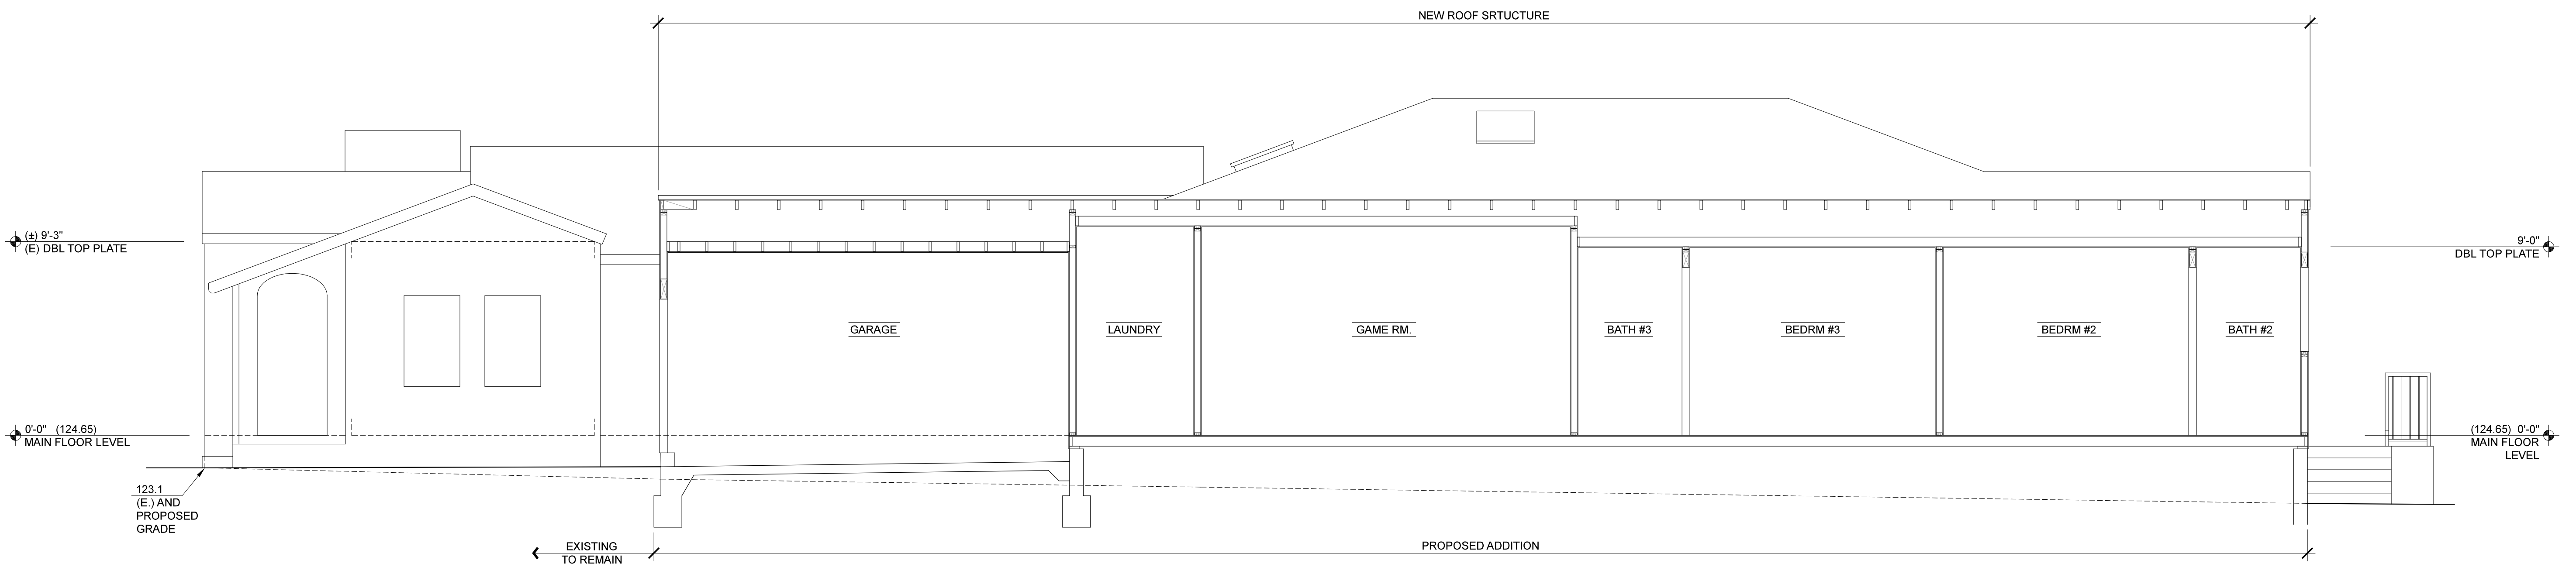 NEW ROOF SRTUCTURE
(±) 9'-3"
(E) DBL TOP PLATE
9'-0"
DBL TOP PLATE
GARAGE
LAUNDRY
GAME RM.
BATH #3
BEDRM #3
BEDRM #2
BATH #2
0'-0" (124.65)
MAIN FLOOR LEVEL
(124.65) 0'-0"
MAIN FLOOR
LEVEL
123.1
(E.) AND
PROPOSED
GRADE
EXISTING
TO REMAIN
PROPOSED ADDITION